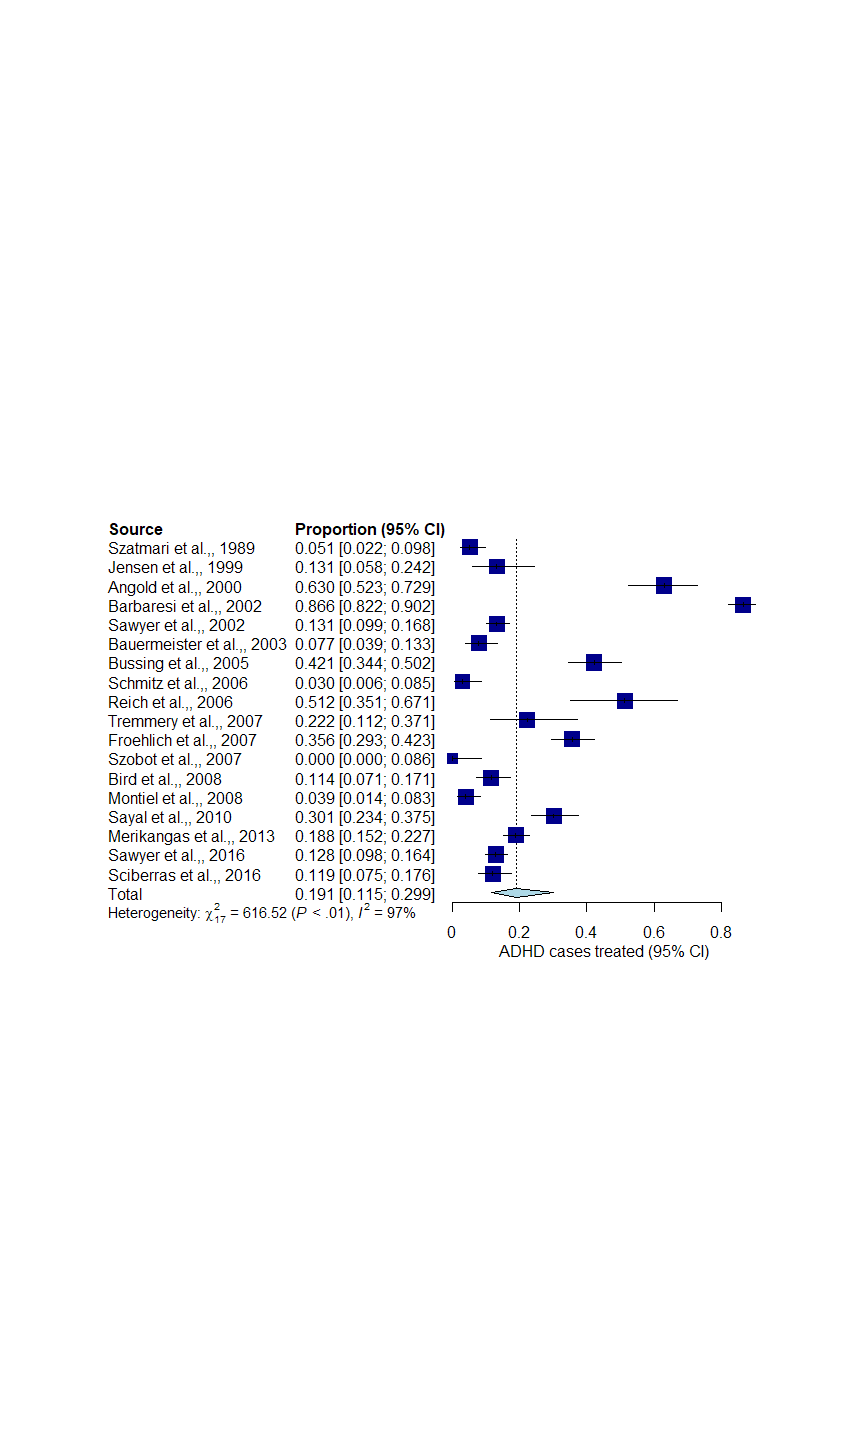 Source Proportion (95% CI)
Szatmari et al.,, 1989 0.051 [0.022; 0.098]
Jensen et al.,, 1999 0.131 [0.058; 0.242]
Angold et al.,, 2000 0.630 [0.523; 0.729]
Barbaresi et al.,, 2002 0.866 [0.822; 0.902]
Sawyer et al.,, 2002 0.131 [0.099; 0.168]
Bauermeister et al.,, 2003 0.077 [0.039; 0.133]
Bussing et al.,, 2005 0.421 [0.344; 0.502]
Schmitz et al.,, 2006 0.030 [0.006; 0.085]
Reich et al.,, 2006 0.512 [0.351; 0.671]
Tremmery et al.,, 2007 0.222 [0.112; 0.371]
Froehlich et al.,, 2007 0.356 [0.293; 0.423]
Szobot et al.,, 2007 0.000 [0.000; 0.086]
Bird et al.,, 2008 0.114 [0.071; 0.171]
Montiel et al.,, 2008 0.039 [0.014; 0.083]
Sayal et al.,, 2010 0.301 [0.234; 0.375]
Merikangas et al.,, 2013 0.188 [0.152; 0.227]
Sawyer et al.,, 2016 0.128 [0.098; 0.164]
Sciberras et al.,, 2016 0.119 [0.075; 0.176]
Total 0.191 [0.115; 0.299]
Heterogeneity: χ²₁₇ = 616.52 (P < .01), I² = 97%
0 0.2 0.4 0.6 0.8
ADHD cases treated (95% CI)